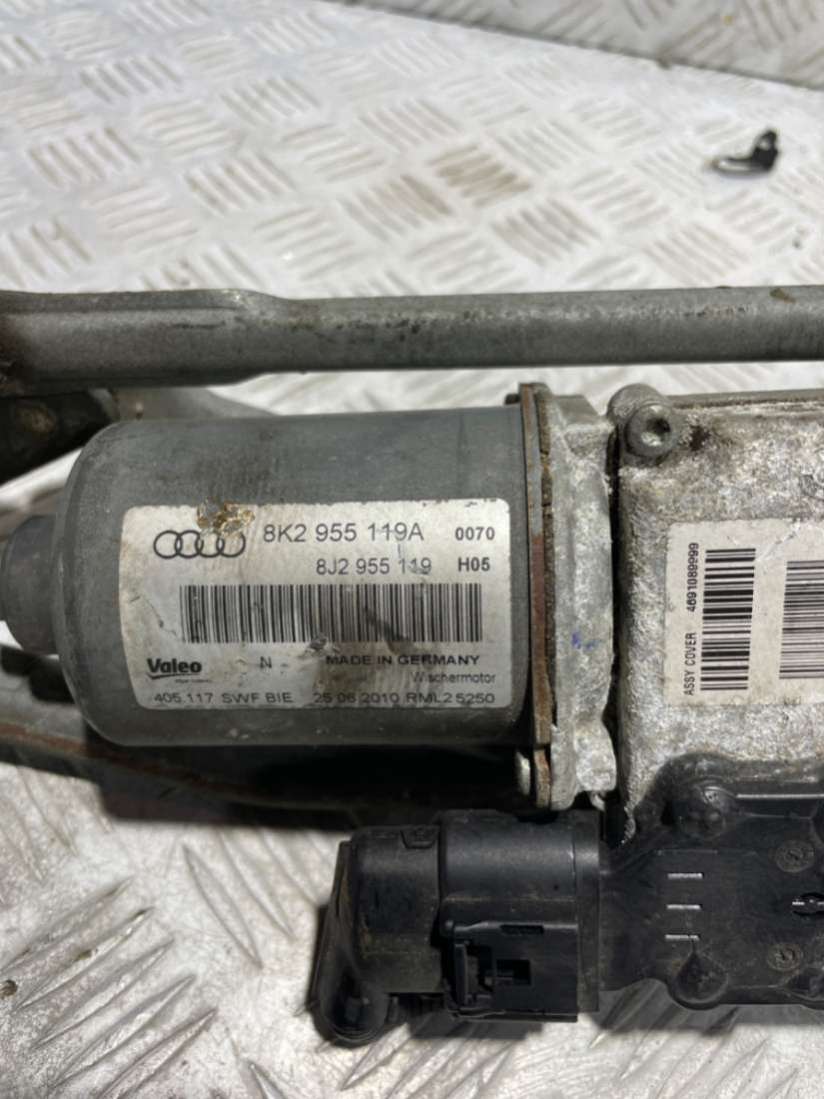 8K2 955 119A 0070
8J2 955 119 H05
Valeo N MADE IN GERMANY
Wischermotor
405.117 SWF BIE 25 06 2010 RML2 5250
ASSY COVER 4691089999